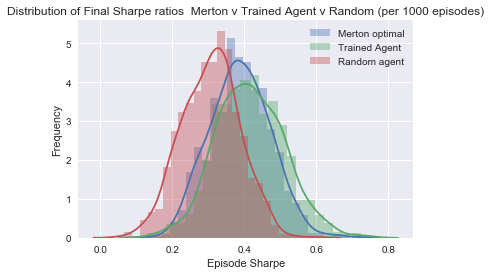 Distribution of Final Sharpe ratios  Merton v Trained Agent v Random (per 1000 episodes)
Merton optimal
Trained Agent
Random agent
Frequency
5
4
3
2
1
0
0.0 0.2 0.4 0.6 0.8
Episode Sharpe